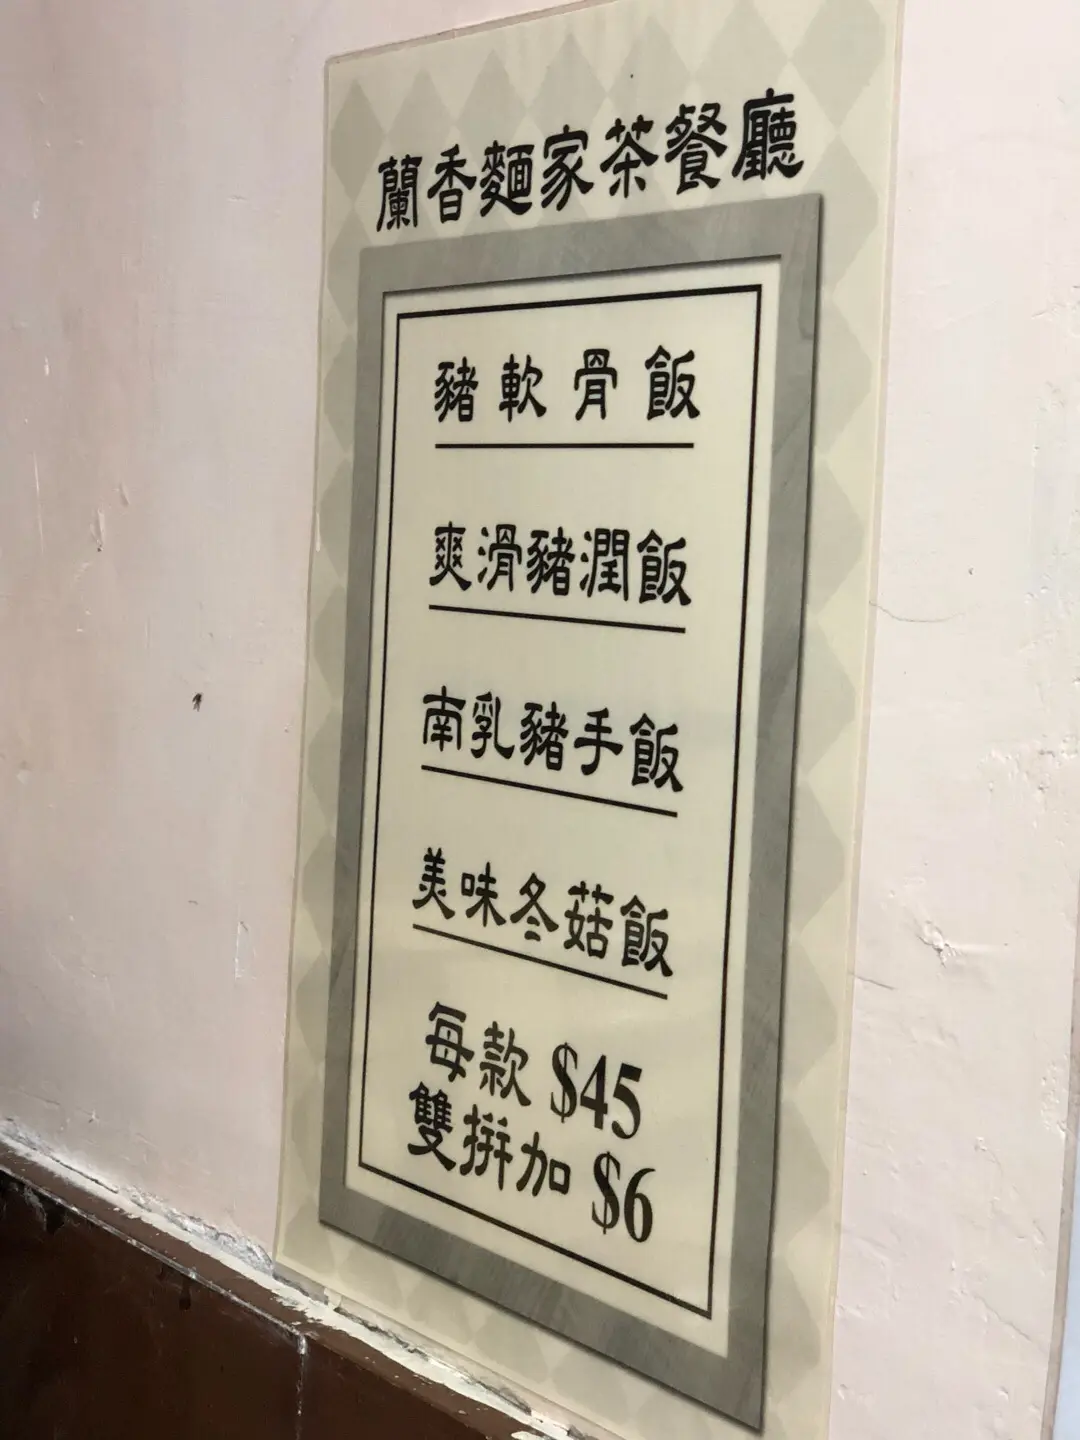 蘭香麵家茶餐廳
豬軟骨飯
爽滑豬潤飯
南乳豬手飯
美味冬菇飯
每款 $45
雙拼加 $6